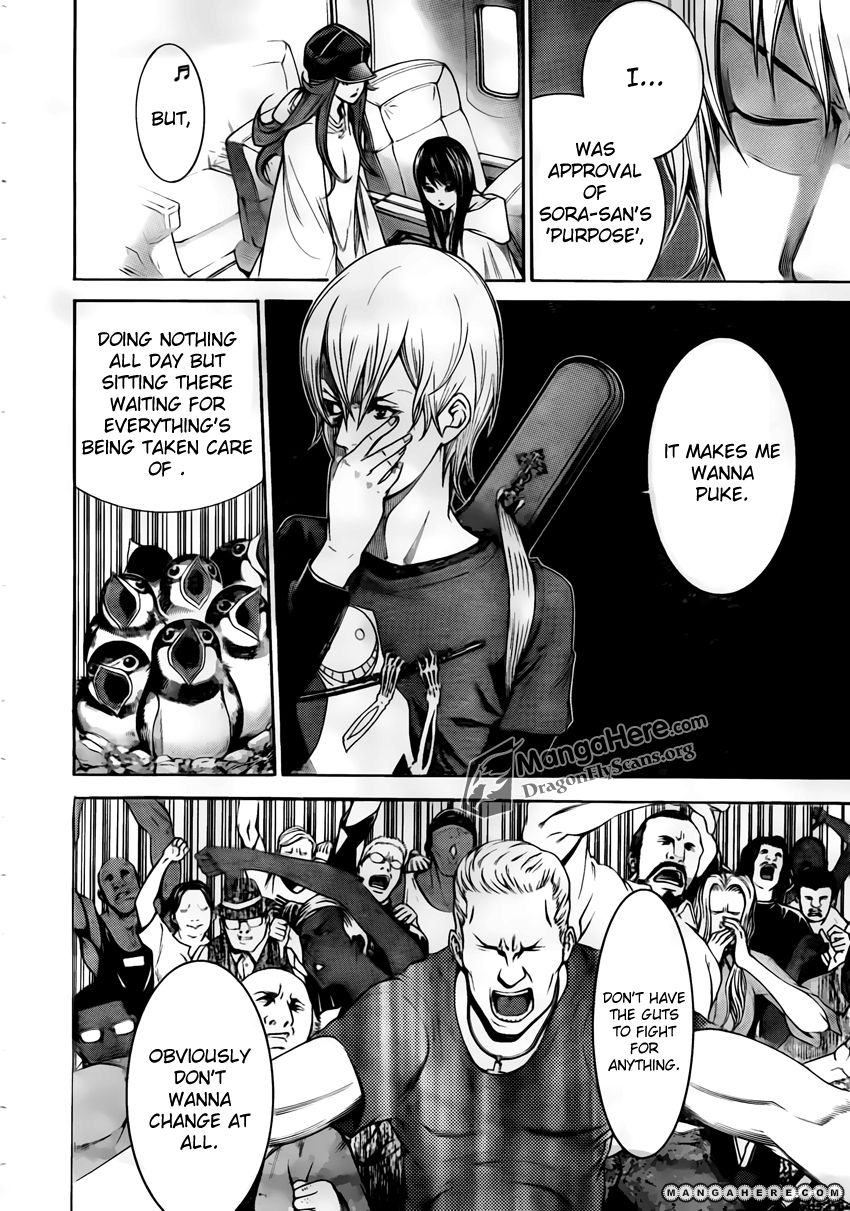 I...
WAS
APPROVAL
OF
SORA-SAN'S
'PURPOSE',
♬
BUT,
IT MAKES ME
WANNA
PUKE.
DOING NOTHING
ALL DAY BUT
SITTING THERE
WAITING FOR
EVERYTHING'S
BEING TAKEN CARE
OF .
MangaHere.com
DragonFlyScans.org
DON'T HAVE
THE GUTS
TO FIGHT
FOR
ANYTHING.
OBVIOUSLY
DON'T
WANNA
CHANGE AT
ALL.
MANGAHERE.COM